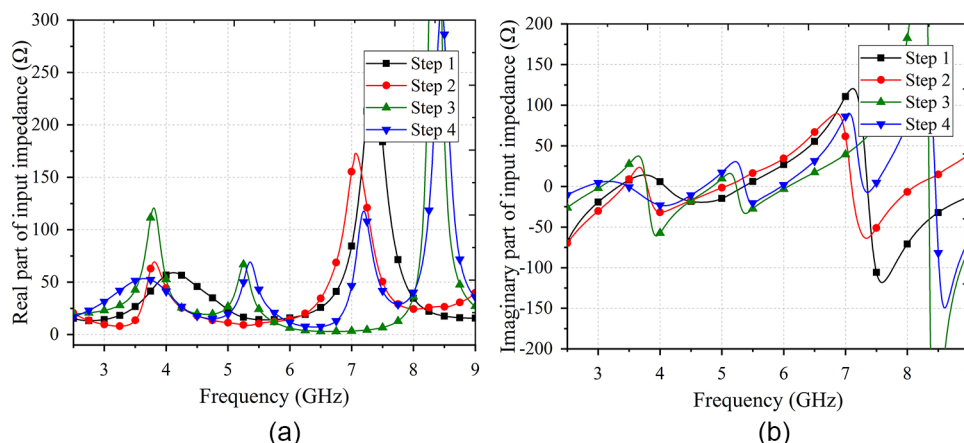 (a)
Real part of input impedance (Ω)
300
250
200
150
100
50
0
3 4 5 6 7 8 9
Frequency (GHz)
Step 1
Step 2
Step 3
Step 4
(a)
(b)
Imaginary part of input impedance (Ω)
200
150
100
50
0
-50
-100
-150
-200
3 4 5 6 7 8
Frequency (GHz)
Step 1
Step 2
Step 3
Step 4
(b)